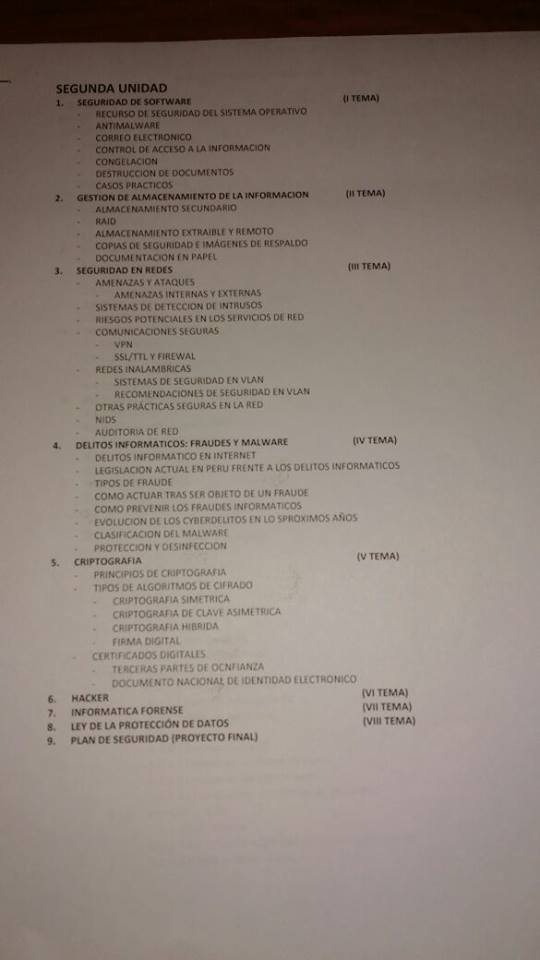 SEGUNDA UNIDAD
1. SEGURIDAD DE SOFTWARE (I TEMA)
- RECURSO DE SEGURIDAD DEL SISTEMA OPERATIVO
- ANTIMALWARE
- CORREO ELECTRONICO
- CONTROL DE ACCESO A LA INFORMACION
- CONGELACION
- DESTRUCCION DE DOCUMENTOS
- CASOS PRACTICOS
2. GESTION DE ALMACENAMIENTO DE LA INFORMACION (II TEMA)
- ALMACENAMIENTO SECUNDARIO
- RAID
- ALMACENAMIENTO EXTRAIBLE Y REMOTO
- COPIAS DE SEGURIDAD E IMÁGENES DE RESPALDO
- DOCUMENTACION EN PAPEL
3. SEGURIDAD EN REDES (III TEMA)
- AMENAZAS Y ATAQUES
- AMENAZAS INTERNAS Y EXTERNAS
- SISTEMAS DE DETECCION DE INTRUSOS
- RIESGOS POTENCIALES EN LOS SERVICIOS DE RED
- COMUNICACIONES SEGURAS
- VPN
- SSL/TTL Y FIREWAL
- REDES INALAMBRICAS
- SISTEMAS DE SEGURIDAD EN VLAN
- RECOMENDACIONES DE SEGURIDAD EN VLAN
- OTRAS PRÁCTICAS SEGURAS EN LA RED
- NIDS
- AUDITORIA DE RED
4. DELITOS INFORMATICOS: FRAUDES Y MALWARE (IV TEMA)
- DELITOS INFORMATICO EN INTERNET
- LEGISLACION ACTUAL EN PERU FRENTE A LOS DELITOS INFORMATICOS
- TIPOS DE FRAUDE
- COMO ACTUAR TRAS SER OBJETO DE UN FRAUDE
- COMO PREVENIR LOS FRAUDES INFORMATICOS
- EVOLUCION DE LOS CYBERDELITOS EN LO SPROXIMOS AÑOS
- CLASIFICACION DEL MALWARE
- PROTECCION Y DESINFECCION
5. CRIPTOGRAFIA (V TEMA)
- PRINCIPIOS DE CRIPTOGRAFIA
- TIPOS DE ALGORITMOS DE CIFRADO
- CRIPTOGRAFIA SIMETRICA
- CRIPTOGRAFIA DE CLAVE ASIMETRICA
- CRIPTOGRAFIA HIBRIDA
- FIRMA DIGITAL
- CERTIFICADOS DIGITALES
- TERCERAS PARTES DE OCNFIANZA
- DOCUMENTO NACIONAL DE IDENTIDAD ELECTRONICO
6. HACKER (VI TEMA)
7. INFORMATICA FORENSE (VII TEMA)
8. LEY DE LA PROTECCIÓN DE DATOS (VIII TEMA)
9. PLAN DE SEGURIDAD (PROYECTO FINAL)